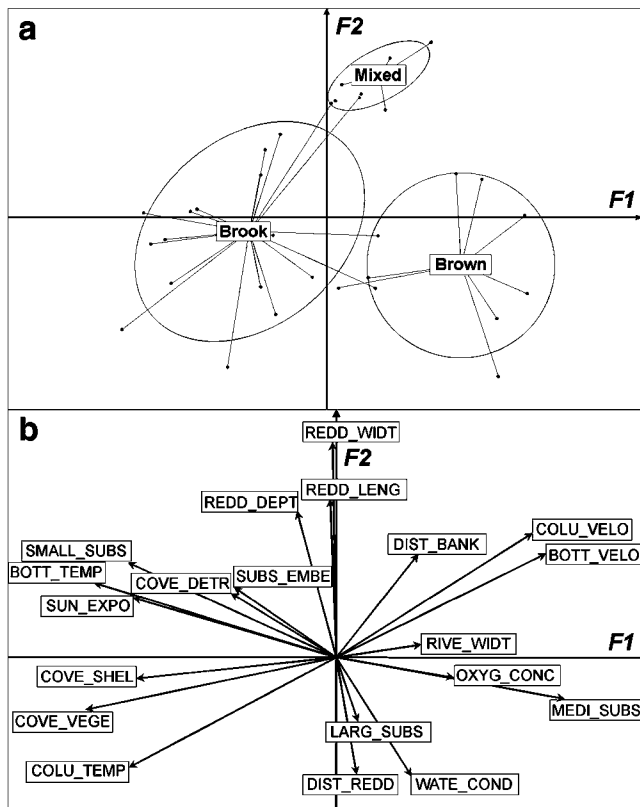 a
F2
Mixed
F1
Brook
Brown
b
REDD_WIDT
F2
REDD_DEPT
REDD_LENG
COLU_VELO
SMALL_SUBS
DIST_BANK
BOTT_VELO
BOTT_TEMP
COVE_DETR
SUBS_EMBE
SUN_EXPO
RIVE_WIDT
F1
COVE_SHEL
OXYG_CONC
MEDI_SUBS
COVE_VEGE
LARG_SUBS
COLU_TEMP
DIST_REDD
WATE_COND